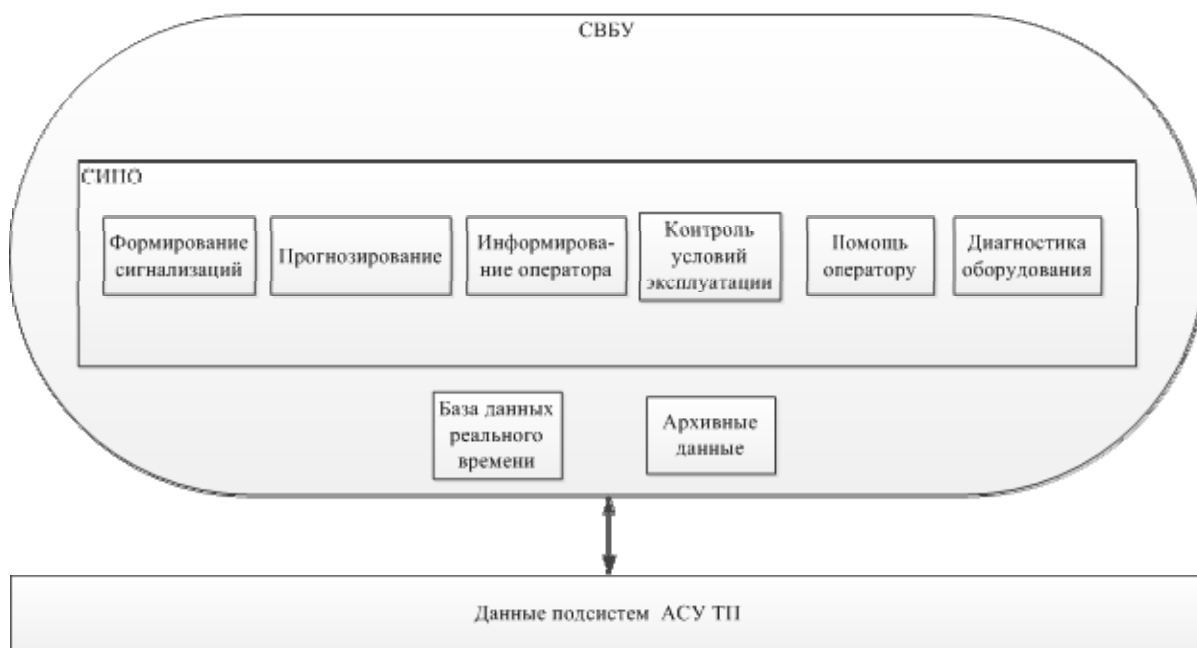 СВБУ
СИПО
Формирование
сигнализаций
Прогнозирование
Информирова-
ние оператора
Контроль
условий
эксплуатации
Помощь
оператору
Диагностика
оборудования
База данных
реального
времени
Архивные
данные
Данные подсистем АСУ ТП